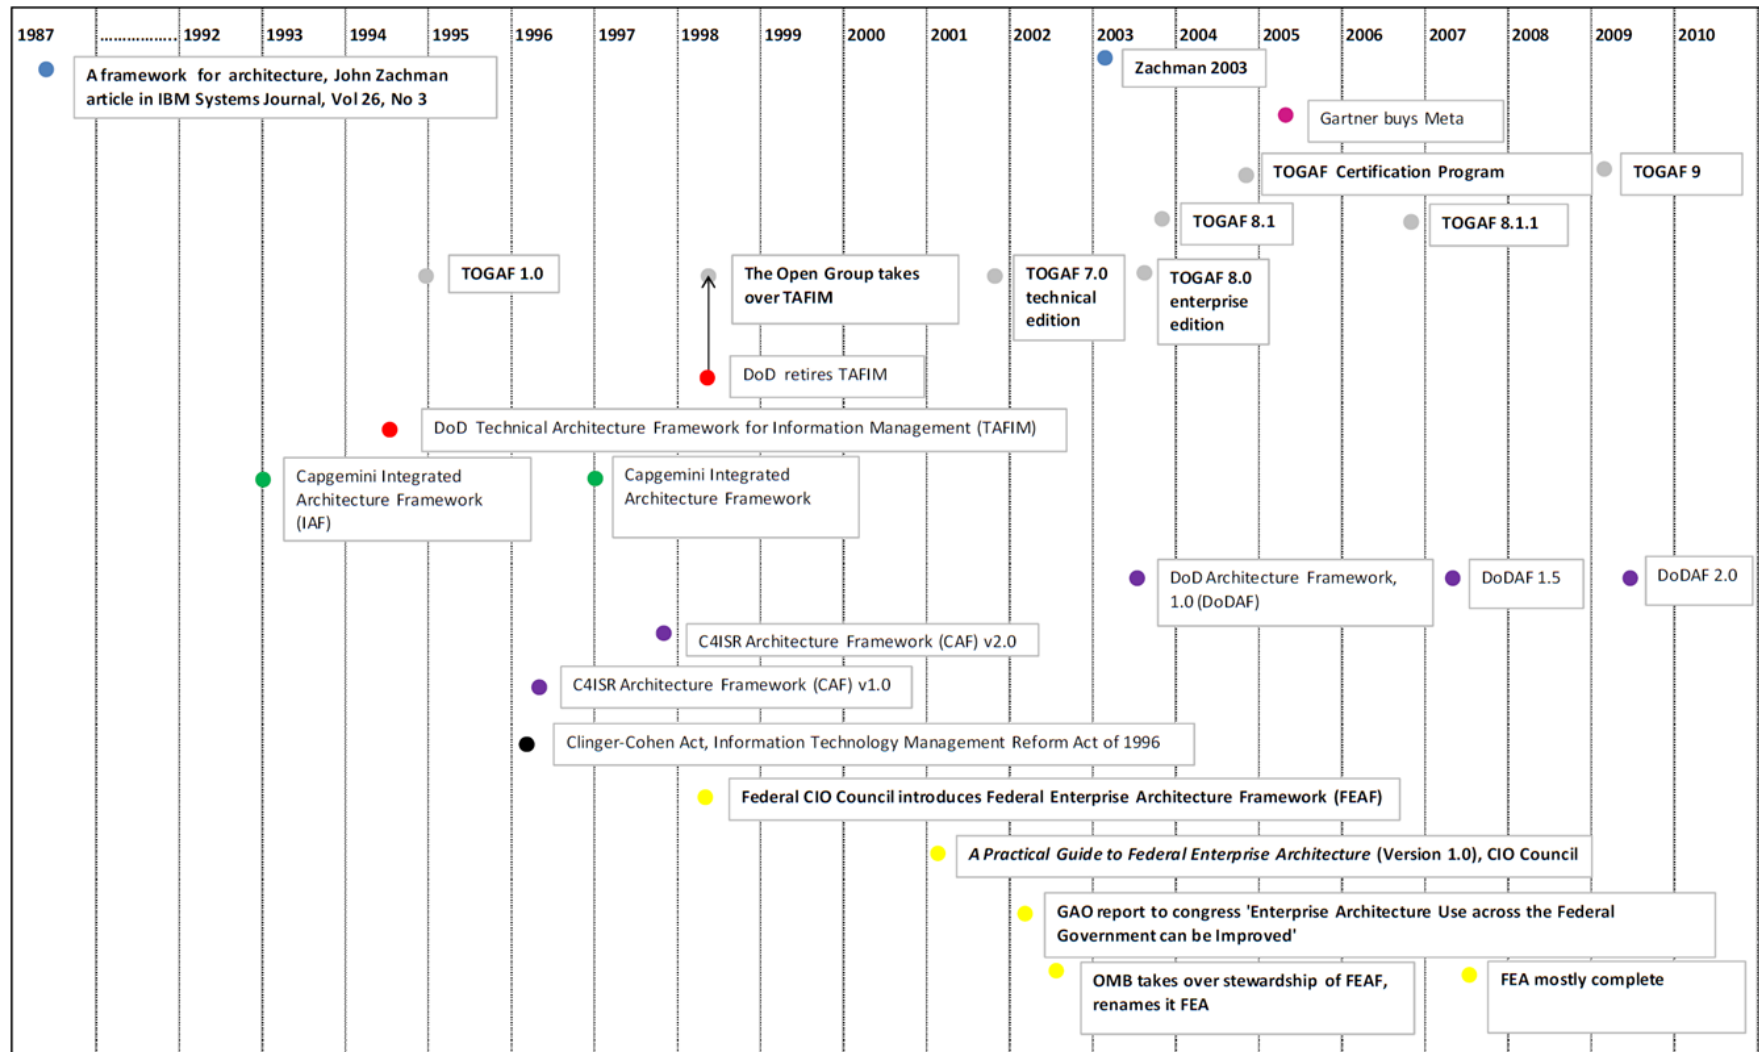 1987 ................ 1992 1993 1994 1995 1996 1997 1998 1999 2000 2001 2002 2003 2004 2005 2006 2007 2008 2009 2010
A framework for architecture, John Zachman
article in IBM Systems Journal, Vol 26, No 3
Zachman 2003
Gartner buys Meta
TOGAF Certification Program
TOGAF 9
TOGAF 8.1
TOGAF 8.1.1
TOGAF 1.0
The Open Group takes
over TAFIM
TOGAF 7.0
technical
edition
TOGAF 8.0
enterprise
edition
DoD retires TAFIM
DoD Technical Architecture Framework for Information Management (TAFIM)
Capgemini Integrated
Architecture Framework
(IAF)
Capgemini Integrated
Architecture Framework
DoD Architecture Framework,
1.0 (DoDAF)
DoDAF 1.5
DoDAF 2.0
C4ISR Architecture Framework (CAF) v2.0
C4ISR Architecture Framework (CAF) v1.0
Clinger-Cohen Act, Information Technology Management Reform Act of 1996
Federal CIO Council introduces Federal Enterprise Architecture Framework (FEAF)
A Practical Guide to Federal Enterprise Architecture (Version 1.0), CIO Council
GAO report to congress 'Enterprise Architecture Use across the Federal
Government can be Improved'
OMB takes over stewardship of FEAF,
renames it FEA
FEA mostly complete